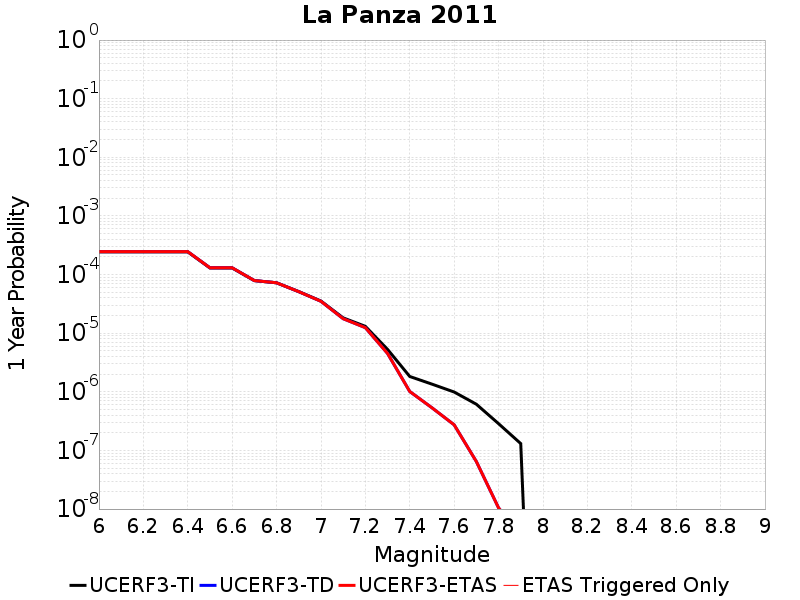 La Panza 2011
10^0
10^-1
10^-2
10^-3
10^-4
10^-5
10^-6
10^-7
10^-8
1 Year Probability
6 6.2 6.4 6.6 6.8 7 7.2 7.4 7.6 7.8 8 8.2 8.4 8.6 8.8 9
Magnitude
UCERF3-TI UCERF3-TD UCERF3-ETAS ETAS Triggered Only